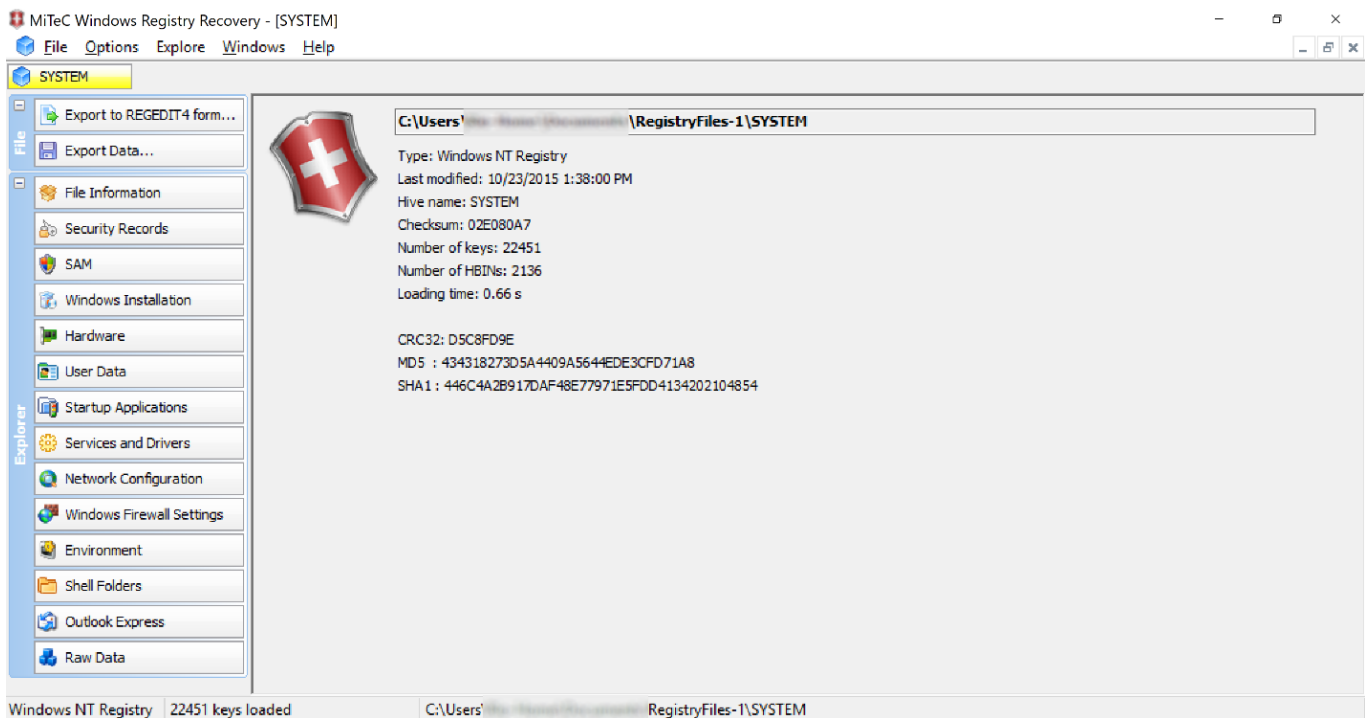 MiTeC Windows Registry Recovery - [SYSTEM]
File Options Explore Windows Help
SYSTEM
File
Export to REGEDIT4 form...
Export Data...
Explorer
File Information
Security Records
SAM
Windows Installation
Hardware
User Data
Startup Applications
Services and Drivers
Network Configuration
Windows Firewall Settings
Environment
Shell Folders
Outlook Express
Raw Data
C:\Users\ \RegistryFiles-1\SYSTEM
Type: Windows NT Registry
Last modified: 10/23/2015 1:38:00 PM
Hive name: SYSTEM
Checksum: 02E080A7
Number of keys: 22451
Number of HBINs: 2136
Loading time: 0.66 s
CRC32: D5C8FD9E
MD5 : 434318273D5A4409A5644EDE3CFD71A8
SHA1 : 446C4A2B917DAF48E77971E5FDD4134202104854
Windows NT Registry 22451 keys loaded C:\Users\ RegistryFiles-1\SYSTEM